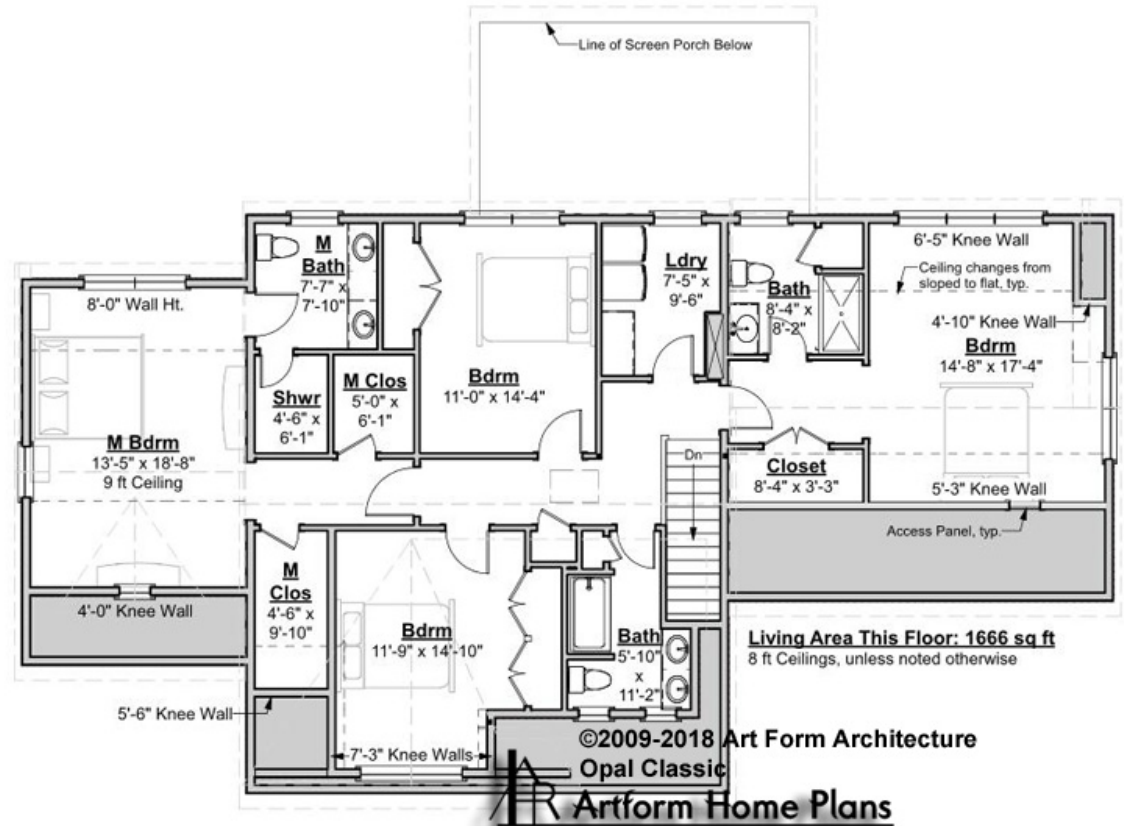 Line of Screen Porch Below
M
Bath
7'-7" x
7'-10"
8'-0" Wall Ht.
M Bdrm
13'-5" x 18'-8"
9 ft Ceiling
Shwr
4'-6" x
6'-1"
M Clos
5'-0" x
6'-1"
Bdrm
11'-0" x 14'-4"
Ldry
7'-5" x
9'-6"
Bath
8'-4" x
8'-2"
6'-5" Knee Wall
Ceiling changes from
sloped to flat, typ.
4'-10" Knee Wall
Bdrm
14'-8" x 17'-4"
Dn
Closet
8'-4" x 3'-3"
5'-3" Knee Wall
Access Panel, typ.
4'-0" Knee Wall
M
Clos
4'-6" x
9'-10"
Bdrm
11'-9" x 14'-10"
Bath
5'-10"
x
11'-2"
5'-6" Knee Wall
7'-3" Knee Walls
Living Area This Floor: 1666 sq ft
8 ft Ceilings, unless noted otherwise
©2009-2018 Art Form Architecture
Opal Classic
Artform Home Plans